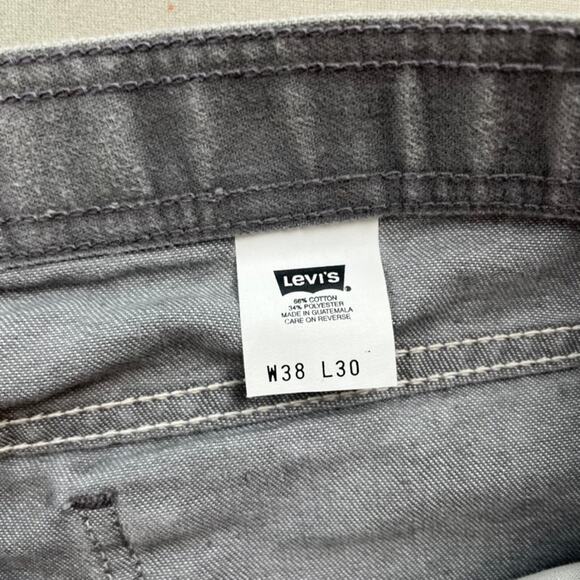 LEVI'S ®
66% COTTON
34% POLYESTER
MADE IN GUATEMALA
CARE ON REVERSE
W38 L30